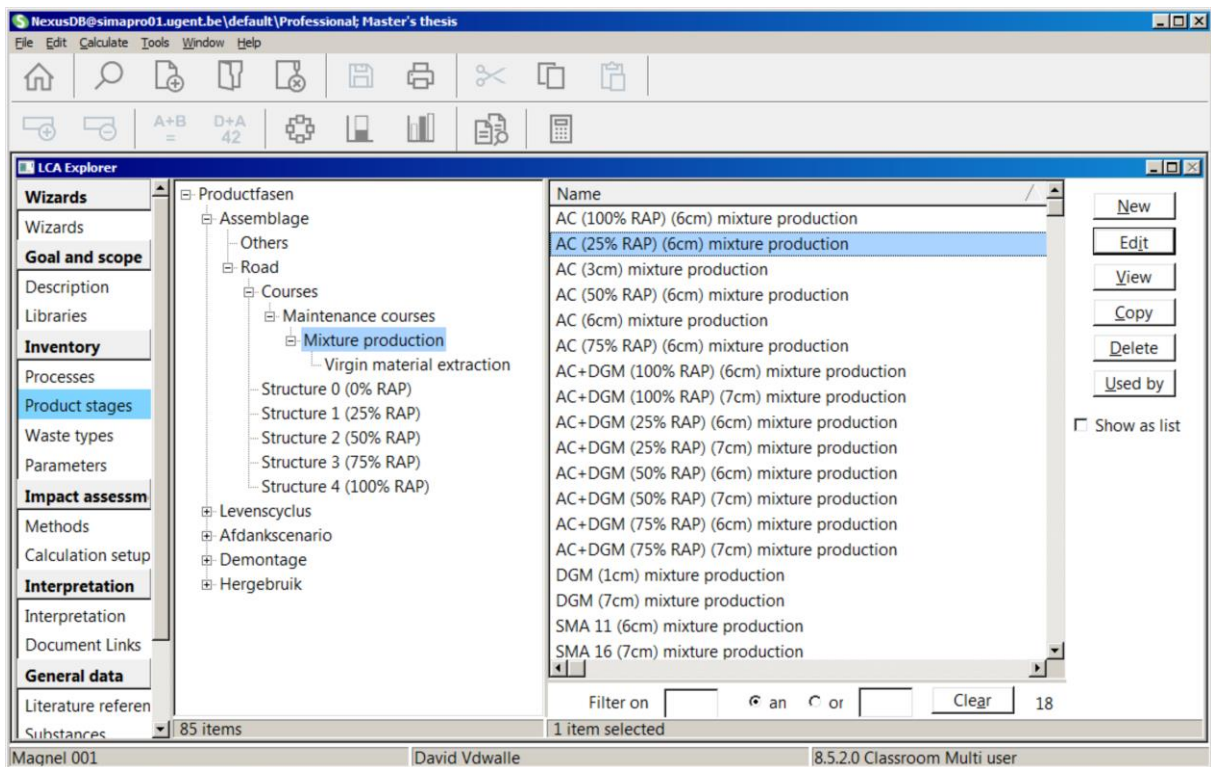 NexusDB@simapro01.ugent.be\default\Professional; Master's thesis
File Edit Calculate Tools Window Help
A+B
=
D+A
42
LCA Explorer
Wizards
Wizards
Goal and scope
Description
Libraries
Inventory
Processes
Product stages
Waste types
Parameters
Impact assessm
Methods
Calculation setup
Interpretation
Interpretation
Document Links
General data
Literature referen
Substances
Productfasen
Assemblage
Others
Road
Courses
Maintenance courses
Mixture production
Virgin material extraction
Structure 0 (0% RAP)
Structure 1 (25% RAP)
Structure 2 (50% RAP)
Structure 3 (75% RAP)
Structure 4 (100% RAP)
Levenscyclus
Afdankscenario
Demontage
Hergebruik
85 items
Name
AC (100% RAP) (6cm) mixture production
AC (25% RAP) (6cm) mixture production
AC (3cm) mixture production
AC (50% RAP) (6cm) mixture production
AC (6cm) mixture production
AC (75% RAP) (6cm) mixture production
AC+DGM (100% RAP) (6cm) mixture production
AC+DGM (100% RAP) (7cm) mixture production
AC+DGM (25% RAP) (6cm) mixture production
AC+DGM (25% RAP) (7cm) mixture production
AC+DGM (50% RAP) (6cm) mixture production
AC+DGM (50% RAP) (7cm) mixture production
AC+DGM (75% RAP) (6cm) mixture production
AC+DGM (75% RAP) (7cm) mixture production
DGM (1cm) mixture production
DGM (7cm) mixture production
SMA 11 (6cm) mixture production
SMA 16 (7cm) mixture production
Filter on an or Clear 18
1 item selected
New
Edit
View
Copy
Delete
Used by
Show as list
Magnel 001 David Vdwalle 8.5.2.0 Classroom Multi user